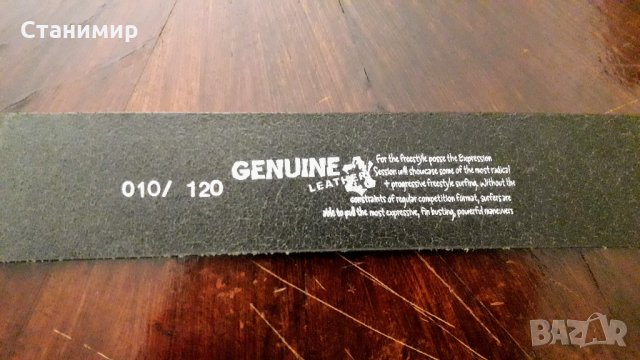 Станимир
010/ 120
GENUINE
LEATHER
For the freestyle posse the Expression
Session will showcase some of the most radical
+ progressive freestyle surfing, without the
constraints of regular competition format, surfers are
able to pull the most expressive, fin busting, powerful maneuvers
BAZAR